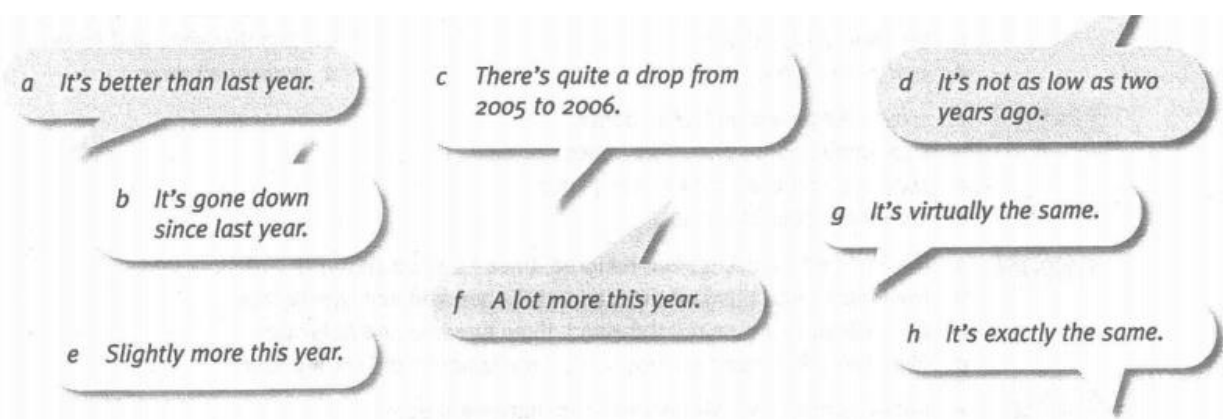 a It's better than last year.
b It's gone down
since last year.
c There's quite a drop from
2005 to 2006.
d It's not as low as two
years ago.
e Slightly more this year.
f A lot more this year.
g It's virtually the same.
h It's exactly the same.